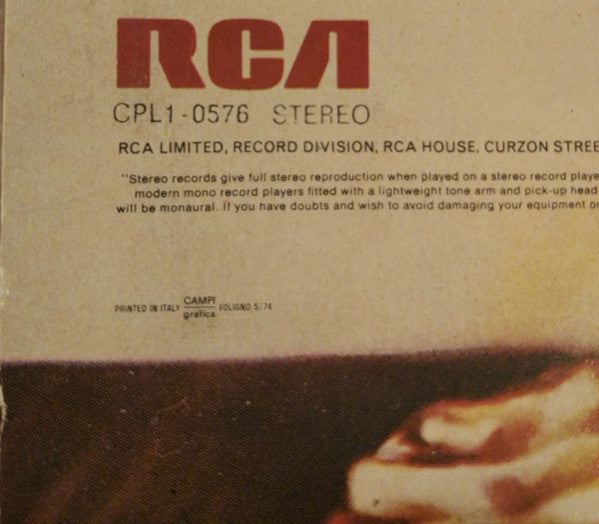 RCA
CPL1-0576 STEREO
RCA LIMITED, RECORD DIVISION, RCA HOUSE, CURZON STREE
"Stereo records give full stereo reproduction when played on a stereo record playe
modern mono record players fitted with a lightweight tone arm and pick-up head
will be monaural. If you have doubts and wish to avoid damaging your equipment o
PRINTED IN ITALY CAMPI grafica FOLIGNO 5/74